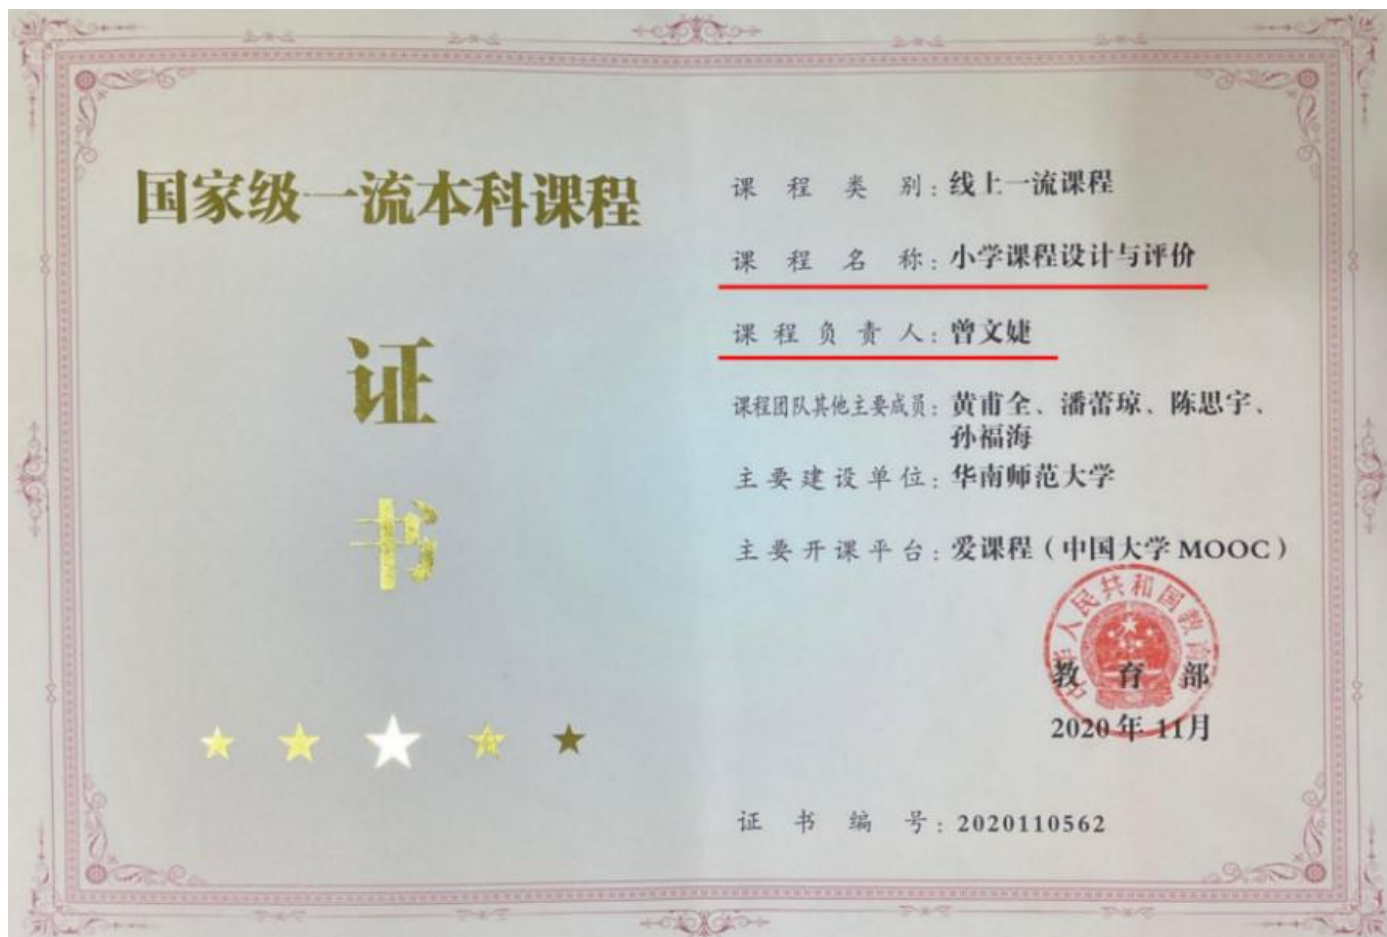 国家级一流本科课程
证
书
课程类别：线上一流课程
课程名称：小学课程设计与评价
课程负责人：曾文婕
课程团队其他主要成员：黄甫全、潘蕾琼、陈思宇、
孙福海
主要建设单位：华南师范大学
主要开课平台：爱课程（中国大学MOOC）
中华人民共和国教育部
教育部
2020年11月
证书编号：2020110562